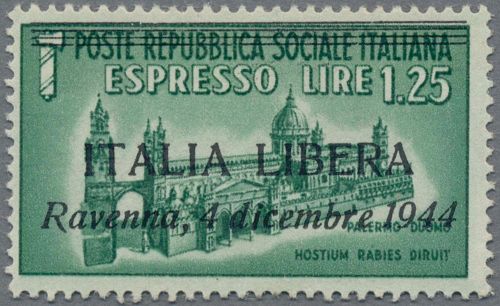 POSTE REPUBBLICA SOCIALE ITALIANA
ESPRESSO LIRE 1.25
ITALIA LIBERA
Ravenna, 4 dicembre 1944
PALERMO-DUOMO
HOSTIUM RABIES DIRUIT